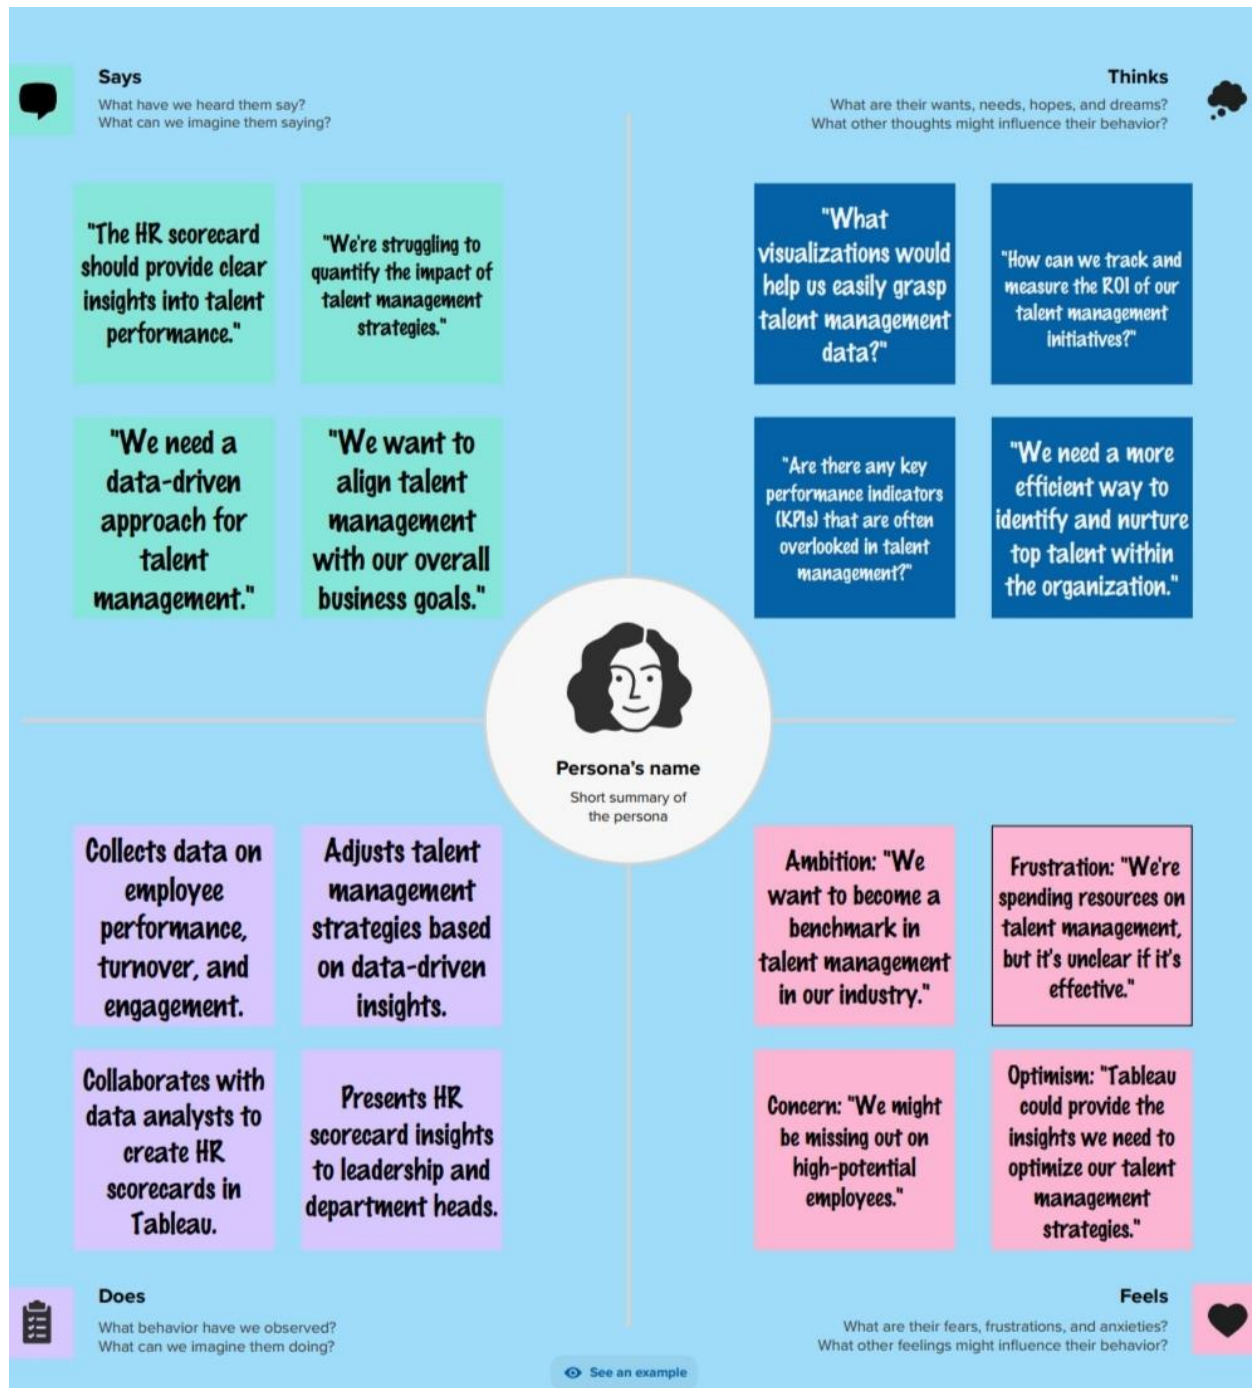 Says
What have we heard them say?
What can we imagine them saying?
"The HR scorecard
should provide clear
insights into talent
performance."
"We're struggling to
quantify the impact of
talent management
strategies."
"We need a
data-driven
approach for
talent
management."
"We want to
align talent
management
with our overall
business goals."
Thinks
What are their wants, needs, hopes, and dreams?
What other thoughts might influence their behavior?
"What
visualizations would
help us easily grasp
talent management
data?"
"How can we track and
measure the ROI of our
talent management
initiatives?"
"Are there any key
performance indicators
(KPIs) that are often
overlooked in talent
management?"
"We need a more
efficient way to
identify and nurture
top talent within
the organization."
Persona's name
Short summary of
the persona
Collects data on
employee
performance,
turnover, and
engagement.
Adjusts talent
management
strategies based
on data-driven
insights.
Collaborates with
data analysts to
create HR
scorecards in
Tableau.
Presents HR
scorecard insights
to leadership and
department heads.
Does
What behavior have we observed?
What can we imagine them doing?
Ambition: "We
want to become a
benchmark in
talent management
in our industry."
Frustration: "We're
spending resources on
talent management,
but it's unclear if it's
effective."
Concern: "We might
be missing out on
high-potential
employees."
Optimism: "Tableau
could provide the
insights we need to
optimize our talent
management
strategies."
Feels
What are their fears, frustrations, and anxieties?
What other feelings might influence their behavior?
See an example